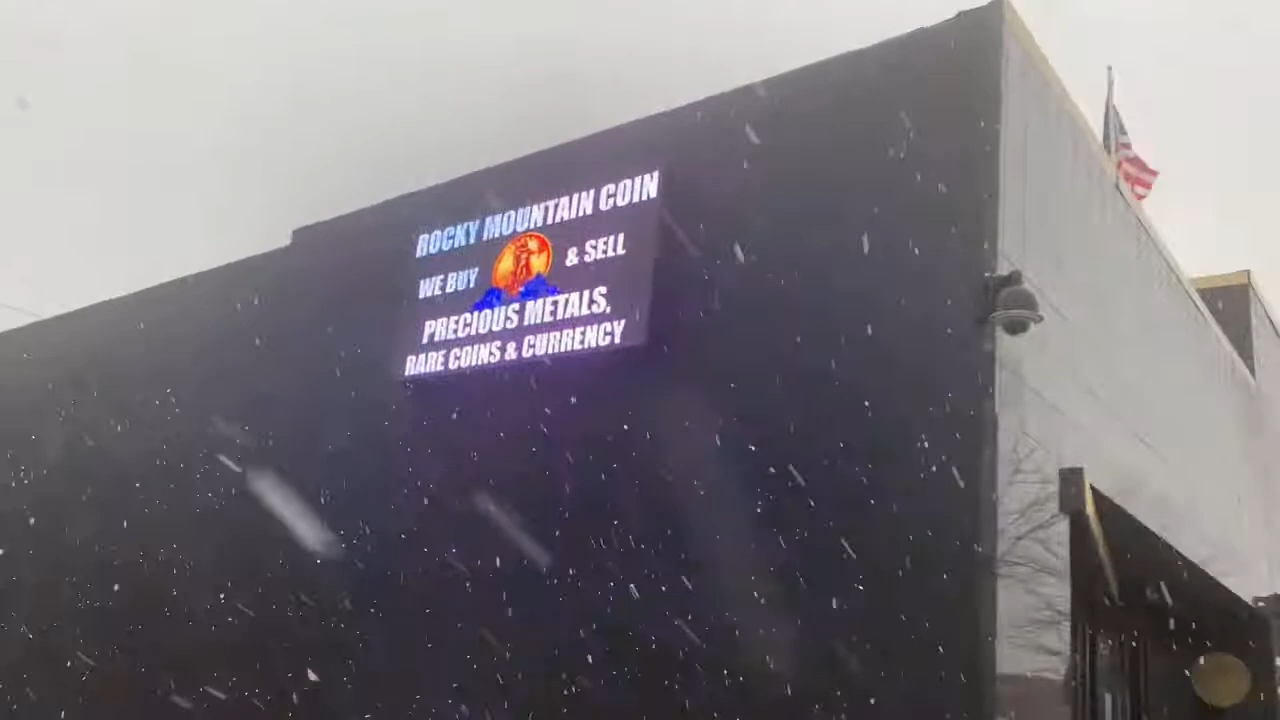 ROCKY MOUNTAIN COIN
WE BUY & SELL
PRECIOUS METALS,
RARE COINS & CURRENCY